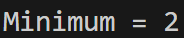 Minimum = 2